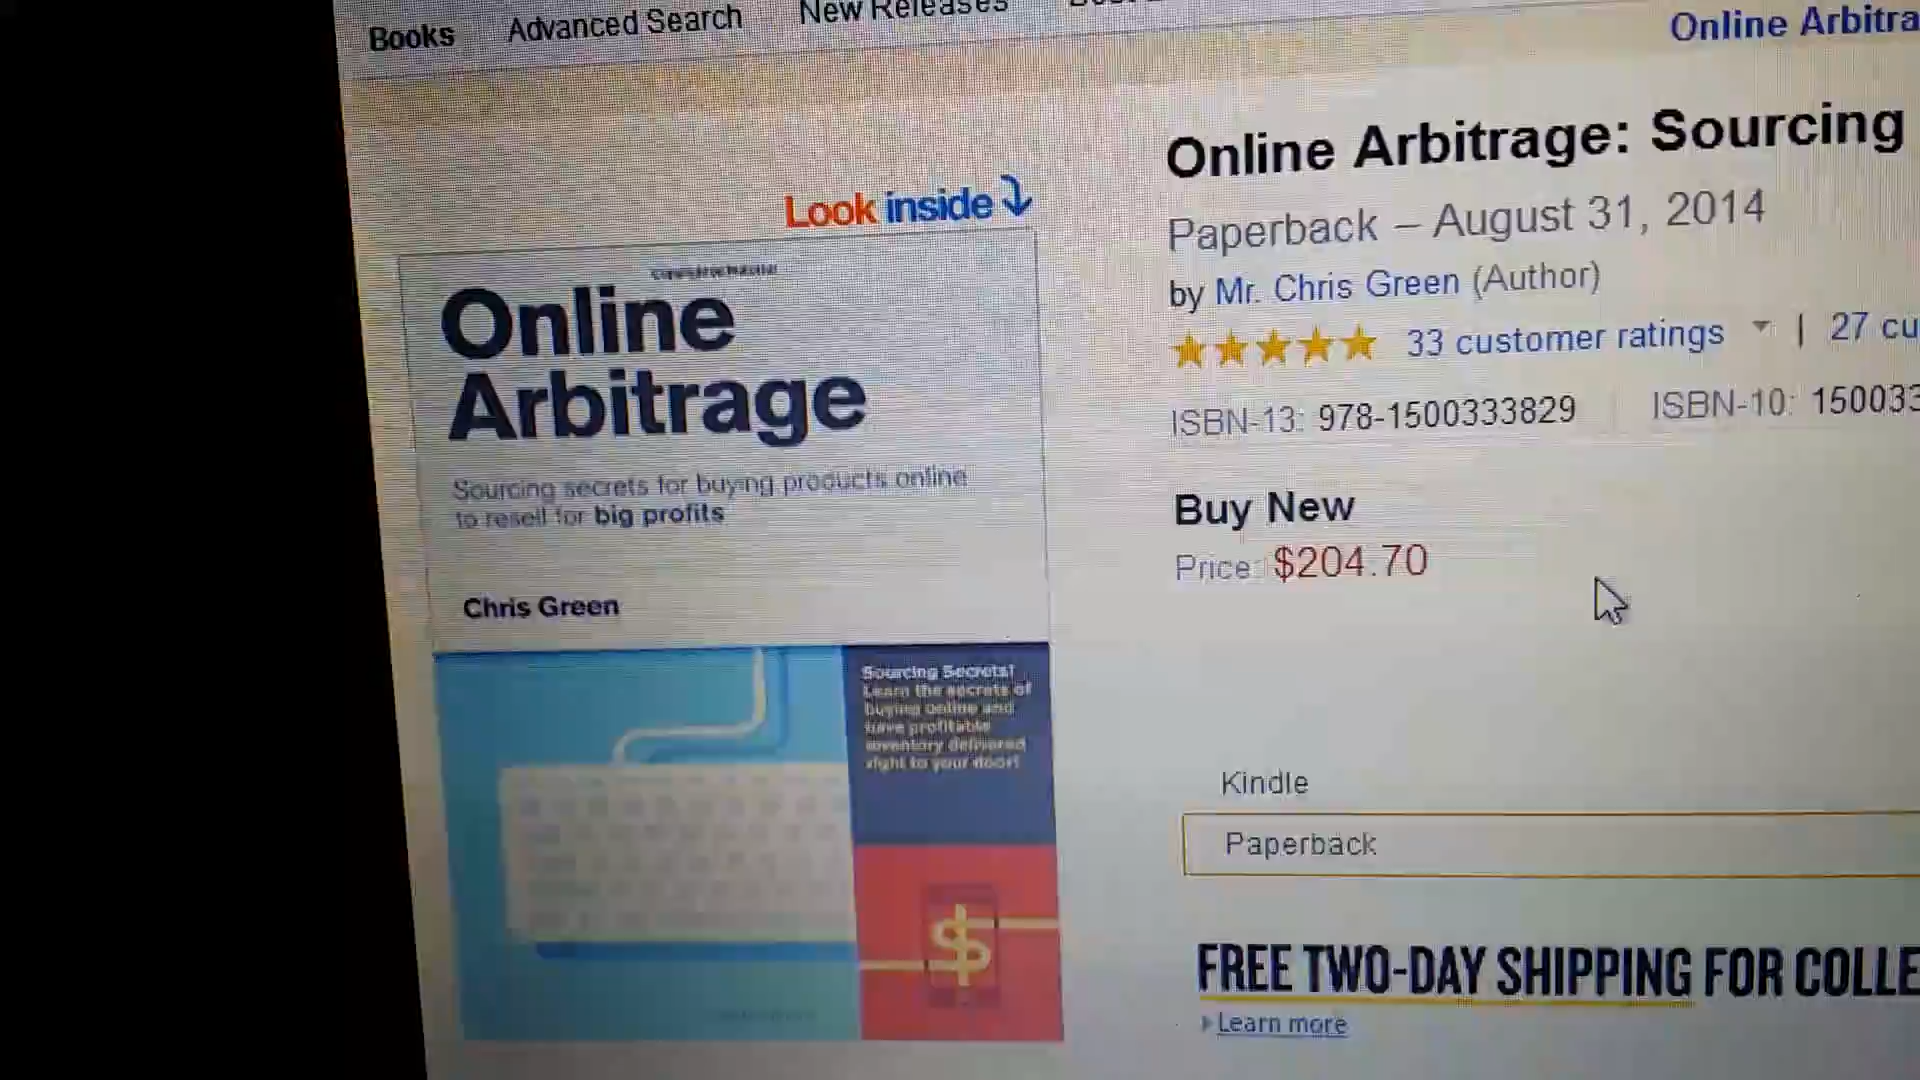 Books Advanced Search New Releases
Online Arbitra
Look inside
Online Arbitrage: Sourcing
Paperback – August 31, 2014
by Mr. Chris Green (Author)
33 customer ratings | 27 cu
ISBN-13: 978-1500333829 ISBN-10: 150033
Buy New
Price: $204.70
Kindle
Paperback
FREE TWO-DAY SHIPPING FOR COLLE
Learn more
Online
Arbitrage
Sourcing secrets for buying products online
to resell for big profits
Chris Green
Sourcing Secrets!
Learn the secrets of
buying online and
have profitable
inventory delivered
right to your door!
$